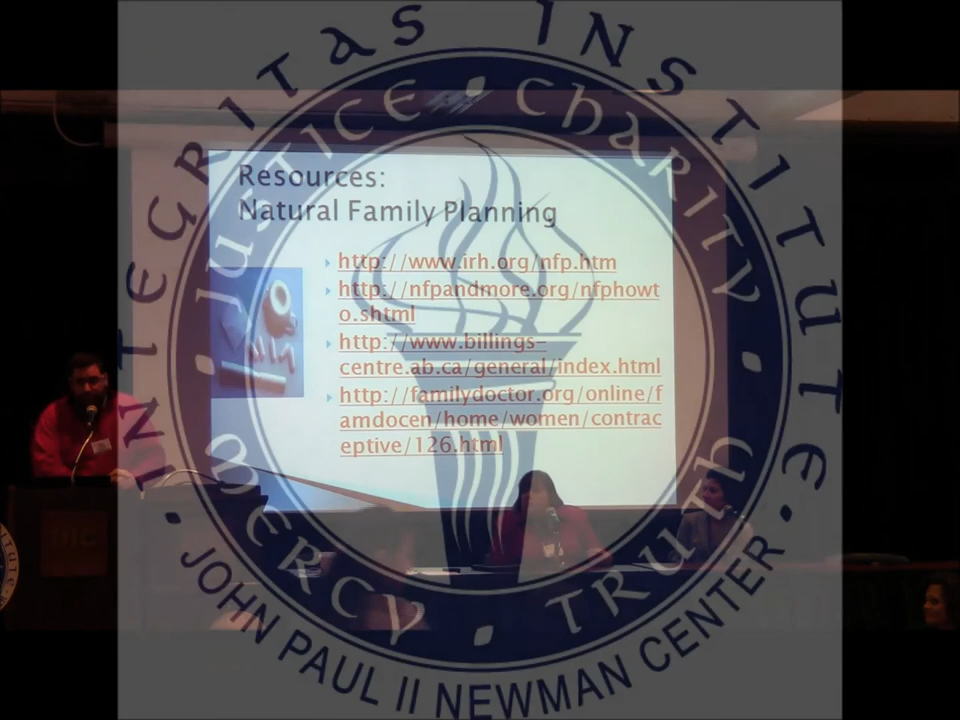 INTEGRITAS INSTITUTE
JUSTICE • CHARITY
MERCY • TRUTH
JOHN PAUL II NEWMAN CENTER
Resources:
Natural Family Planning
http://www.irh.org/nfp.htm
http://nfpandmore.org/nfphowt
o.shtml
http://www.billings-
centre.ab.ca/general/index.html
http://familydoctor.org/online/f
amdocen/home/women/contrac
eptive/126.html